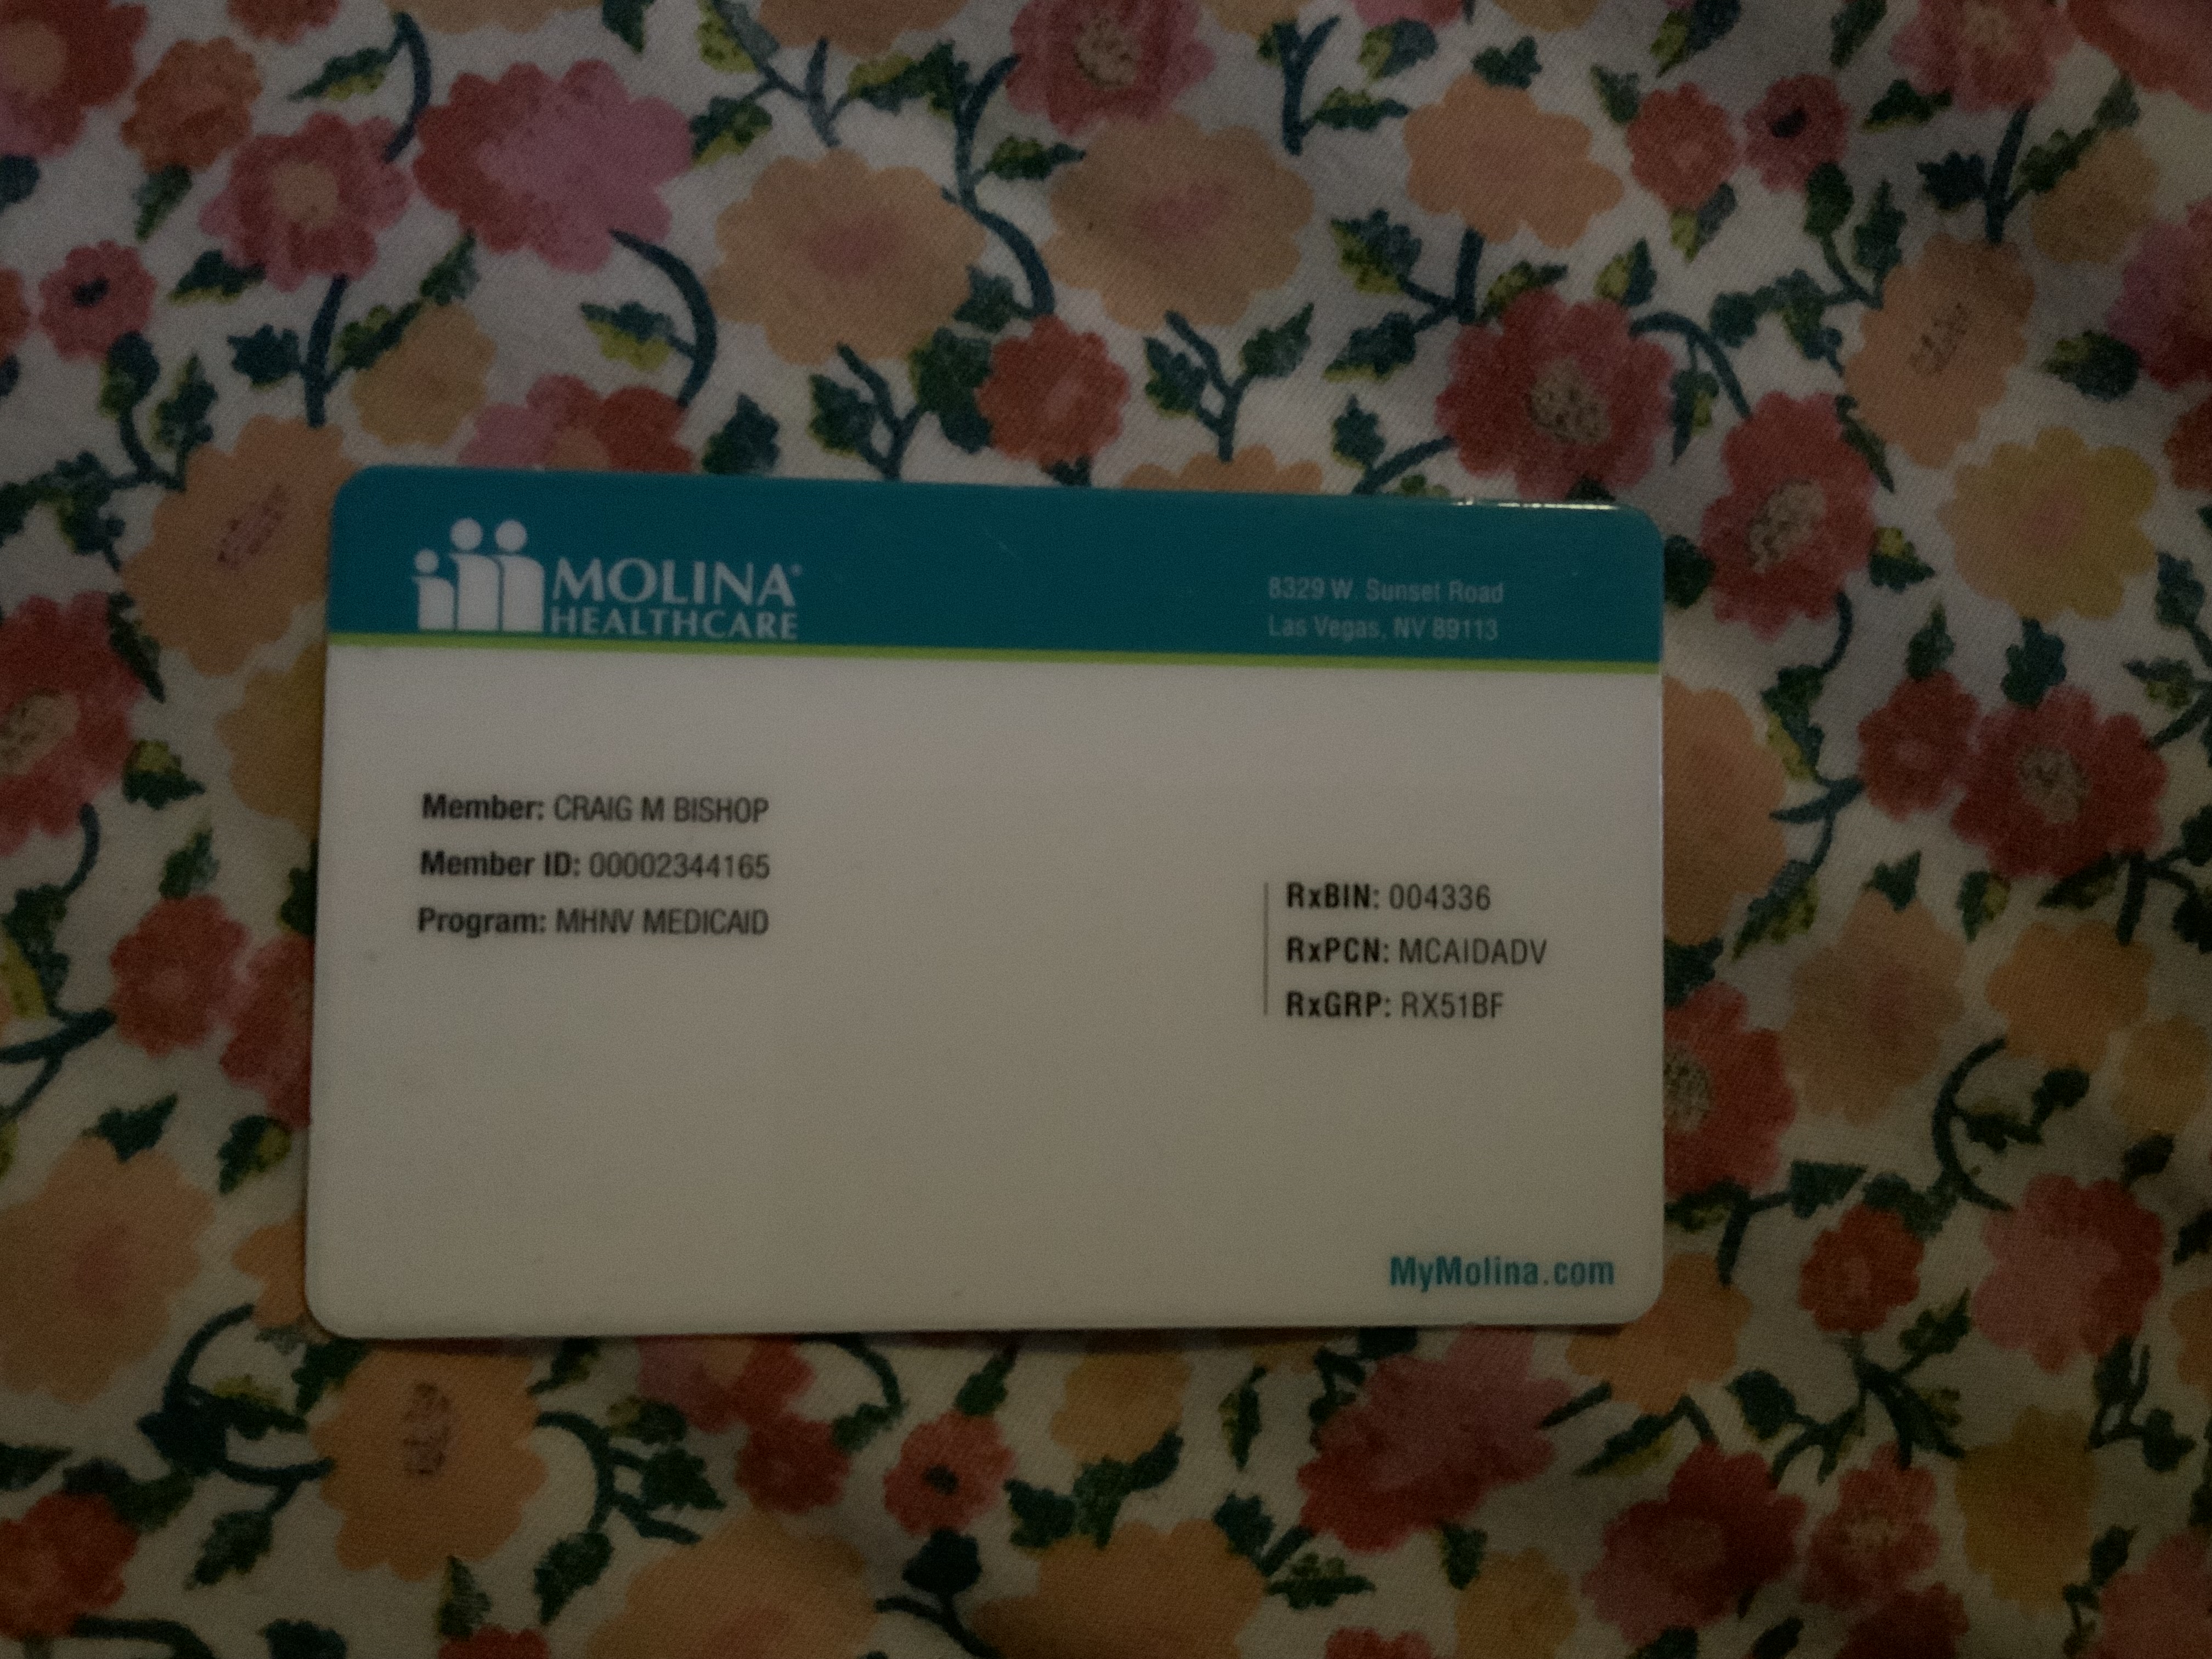 MOLINA®
HEALTHCARE
8329 W. Sunset Road
Las Vegas, NV 89113
Member: CRAIG M BISHOP
Member ID: 00002344165
Program: MHNV MEDICAID
RxBIN: 004336
RxPCN: MCAIDADV
RxGRP: RX51BF
MyMolina.com